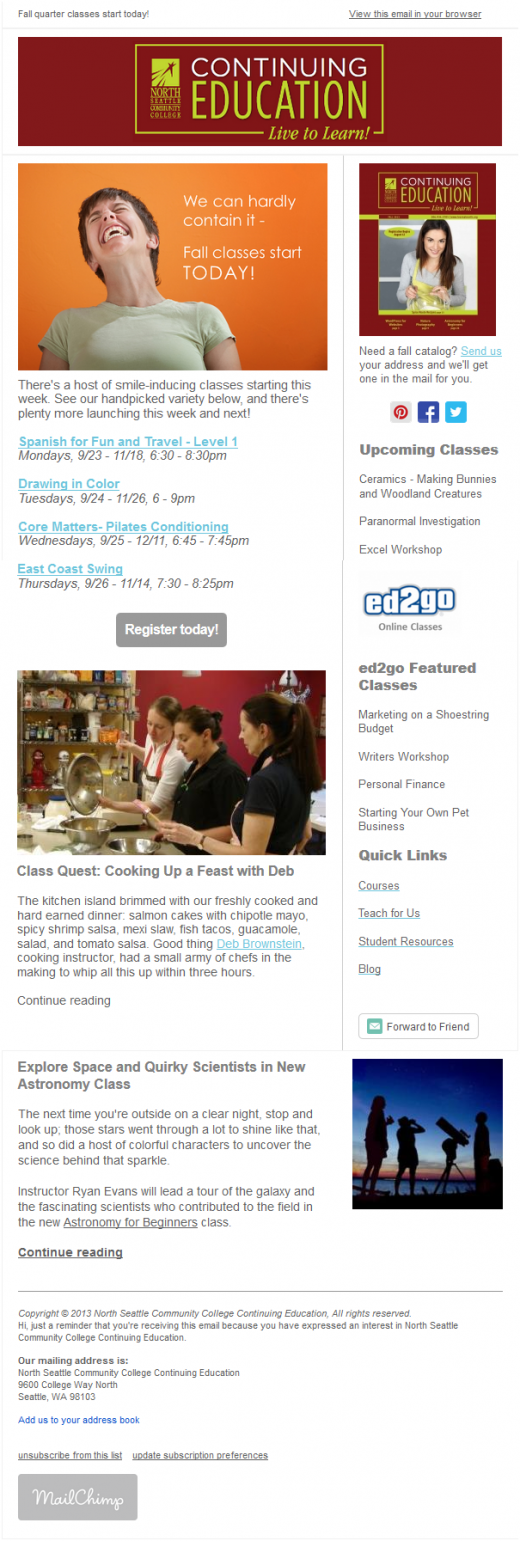 Fall quarter classes start today!
View this email in your browser
NORTH
SEATTLE
COMMUNITY
COLLEGE
CONTINUING
EDUCATION
Live to Learn!
We can hardly
contain it -
Fall classes start
TODAY!
There's a host of smile-inducing classes starting this
week. See our handpicked variety below, and there's
plenty more launching this week and next!
Spanish for Fun and Travel - Level 1
Mondays, 9/23 - 11/18, 6:30 - 8:30pm
Drawing in Color
Tuesdays, 9/24 - 11/26, 6 - 9pm
Core Matters- Pilates Conditioning
Wednesdays, 9/25 - 12/11, 6:45 - 7:45pm
East Coast Swing
Thursdays, 9/26 - 11/14, 7:30 - 8:25pm
Register today!
Class Quest: Cooking Up a Feast with Deb
The kitchen island brimmed with our freshly cooked and
hard earned dinner: salmon cakes with chipotle mayo,
spicy shrimp salsa, mexi slaw, fish tacos, guacamole,
salad, and tomato salsa. Good thing Deb Brownstein,
cooking instructor, had a small army of chefs in the
making to whip all this up within three hours.
Continue reading
CONTINUING
EDUCATION
Live to Learn!
Need a fall catalog? Send us
your address and we'll get
one in the mail for you.
Upcoming Classes
Ceramics - Making Bunnies
and Woodland Creatures
Paranormal Investigation
Excel Workshop
ed2go
Online Classes
ed2go Featured
Classes
Marketing on a Shoestring
Budget
Writers Workshop
Personal Finance
Starting Your Own Pet
Business
Quick Links
Courses
Teach for Us
Student Resources
Blog
Forward to Friend
Explore Space and Quirky Scientists in New
Astronomy Class
The next time you're outside on a clear night, stop and
look up; those stars went through a lot to shine like that,
and so did a host of colorful characters to uncover the
science behind that sparkle.
Instructor Ryan Evans will lead a tour of the galaxy and
the fascinating scientists who contributed to the field in
the new Astronomy for Beginners class.
Continue reading
Copyright © 2013 North Seattle Community College Continuing Education, All rights reserved.
Hi, just a reminder that you're receiving this email because you have expressed an interest in North Seattle
Community College Continuing Education.
Our mailing address is:
North Seattle Community College Continuing Education
9600 College Way North
Seattle, WA 98103
Add us to your address book
unsubscribe from this list update subscription preferences
MailChimp